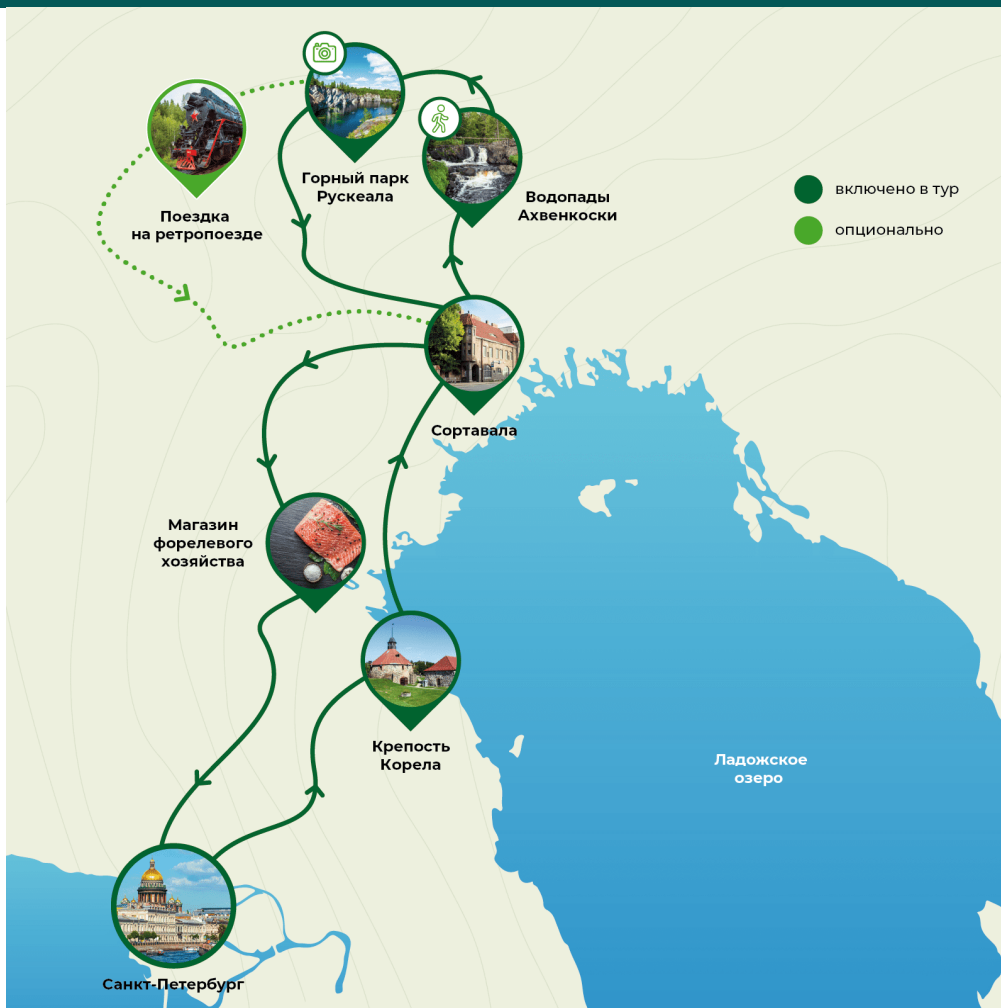 Горный парк
Рускеала
Водопады
Ахвенкоски
включено в тур
опционально
Поездка
на ретропоезде
Сортавала
Магазин
форелевого
хозяйства
Крепость
Корела
Ладожское
озеро
Санкт-Петербург